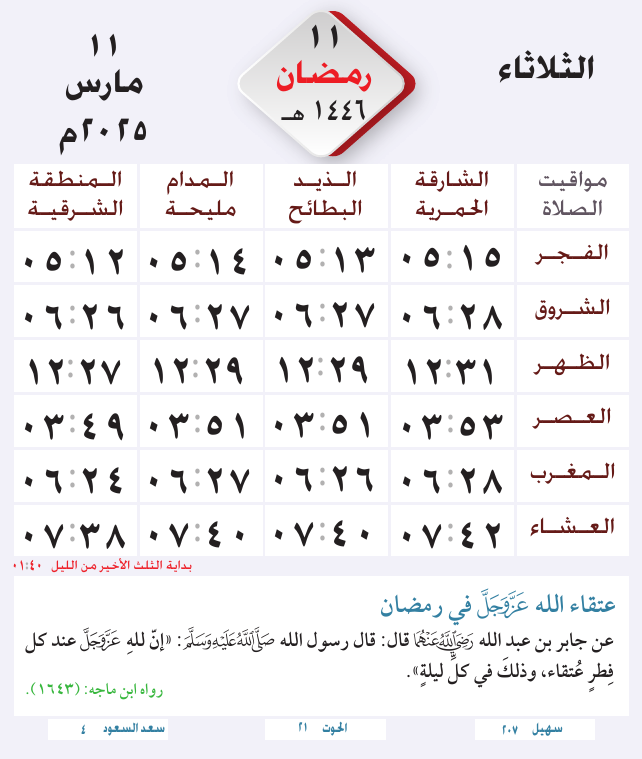 الثلاثاء
١١
رمضان
١٤٤٦ هـ
١١
مارس
٢٠٢٥م
مواقيت الصلاة	الشارقة الحمرية	الذيد البطائح	المدام مليحة	المنطقة الشرقية
الفجر	٠٥:١٥	٠٥:١٣	٠٥:١٤	٠٥:١٢
الشروق	٠٦:٢٨	٠٦:٢٧	٠٦:٢٧	٠٦:٢٦
الظهر	١٢:٣١	١٢:٢٩	١٢:٢٩	١٢:٢٧
العصر	٠٣:٥٣	٠٣:٥١	٠٣:٥١	٠٣:٤٩
المغرب	٠٦:٢٨	٠٦:٢٦	٠٦:٢٧	٠٦:٢٤
العشاء	٠٧:٤٢	٠٧:٤٠	٠٧:٤٠	٠٧:٣٨
بداية الثلث الأخير من الليل ٠١:٤٠
عتقاء الله عَزَّوَجَلَّ في رمضان
عن جابر بن عبد الله رَضِيَ اللَّهُ عَنْهُمَا قال: قال رسول الله صَلَّى اللَّهُ عَلَيْهِ وَسَلَّمَ: «إنّ للهِ عَزَّوَجَلَّ عند كل
فِطرٍ عُتقاء، وذلكَ في كلِّ ليلةٍ».
رواه ابن ماجه: (١٦٤٣).
سهيل ٢٠٧	الحوت ٢١	سعد السعود ٤